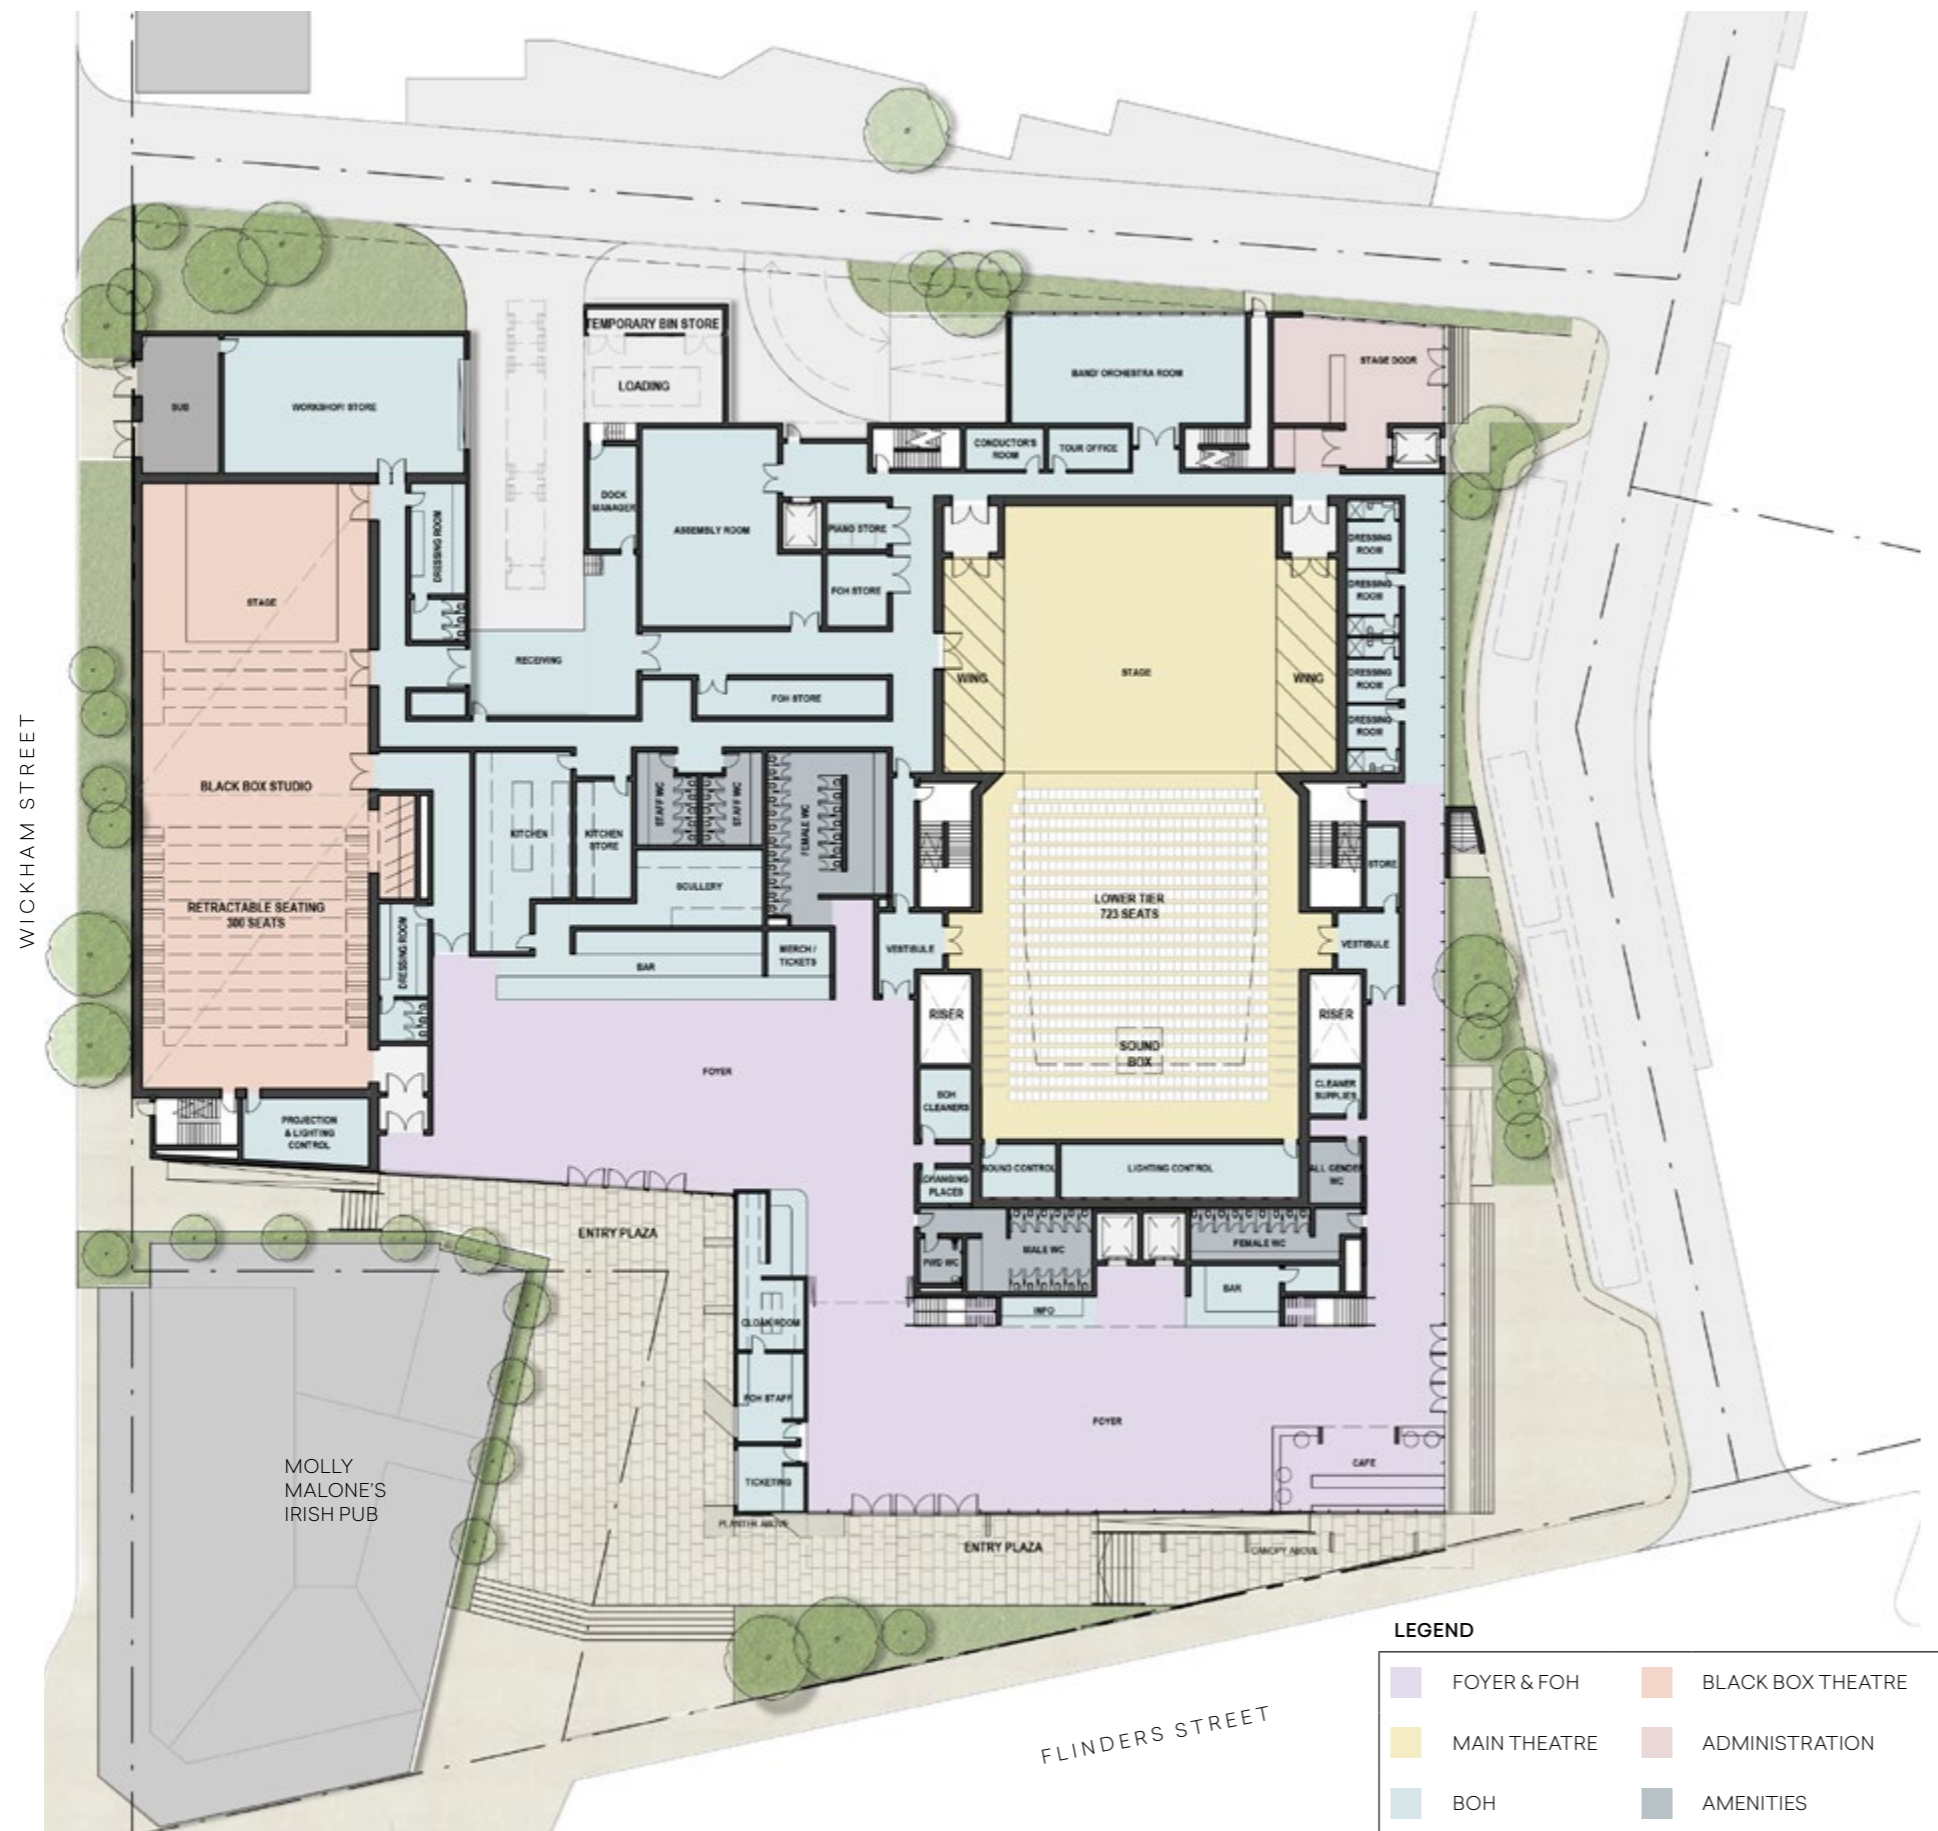 TEMPORARY BIN STORE
LOADING
BAND/ ORCHESTRA ROOM
STAGE DOOR
SUB
WORKSHOP/ STORE
CONDUCTOR'S
ROOM
TOUR OFFICE
DOCK
MANAGER
ASSEMBLY ROOM
PIANO STORE
FOH STORE
DRESSING ROOM
DRESSING
ROOM
DRESSING
ROOM
DRESSING
ROOM
DRESSING
ROOM
STAGE
RECEIVING
WING
STAGE
WING
FOH STORE
WICKHAM STREET
BLACK BOX STUDIO
KITCHEN
KITCHEN
STORE
STAFF WC
STAFF WC
FEMALE WC
SCULLERY
STORE
RETRACTABLE SEATING
300 SEATS
LOWER TIER
723 SEATS
DRESSING ROOM
BAR
MERCH /
TICKETS
VESTIBULE
VESTIBULE
RISER
RISER
SOUND
BOX
FOYER
BOH
CLEANERS
CLEANER
SUPPLIES
PROJECTION
& LIGHTING
CONTROL
SOUND CONTROL
LIGHTING CONTROL
CHANGING
PLACES
ALL GENDER
WC
ENTRY PLAZA
PWD WC
MALE WC
FEMALE WC
BAR
INFO
CLOAK ROOM
FOH STAFF
FOYER
CAFE
TICKETING
MOLLY
MALONE'S
IRISH PUB
PLANTER ABOVE
ENTRY PLAZA
CANOPY ABOVE
FLINDERS STREET
LEGEND
FOYER & FOH
BLACK BOX THEATRE
MAIN THEATRE
ADMINISTRATION
BOH
AMENITIES